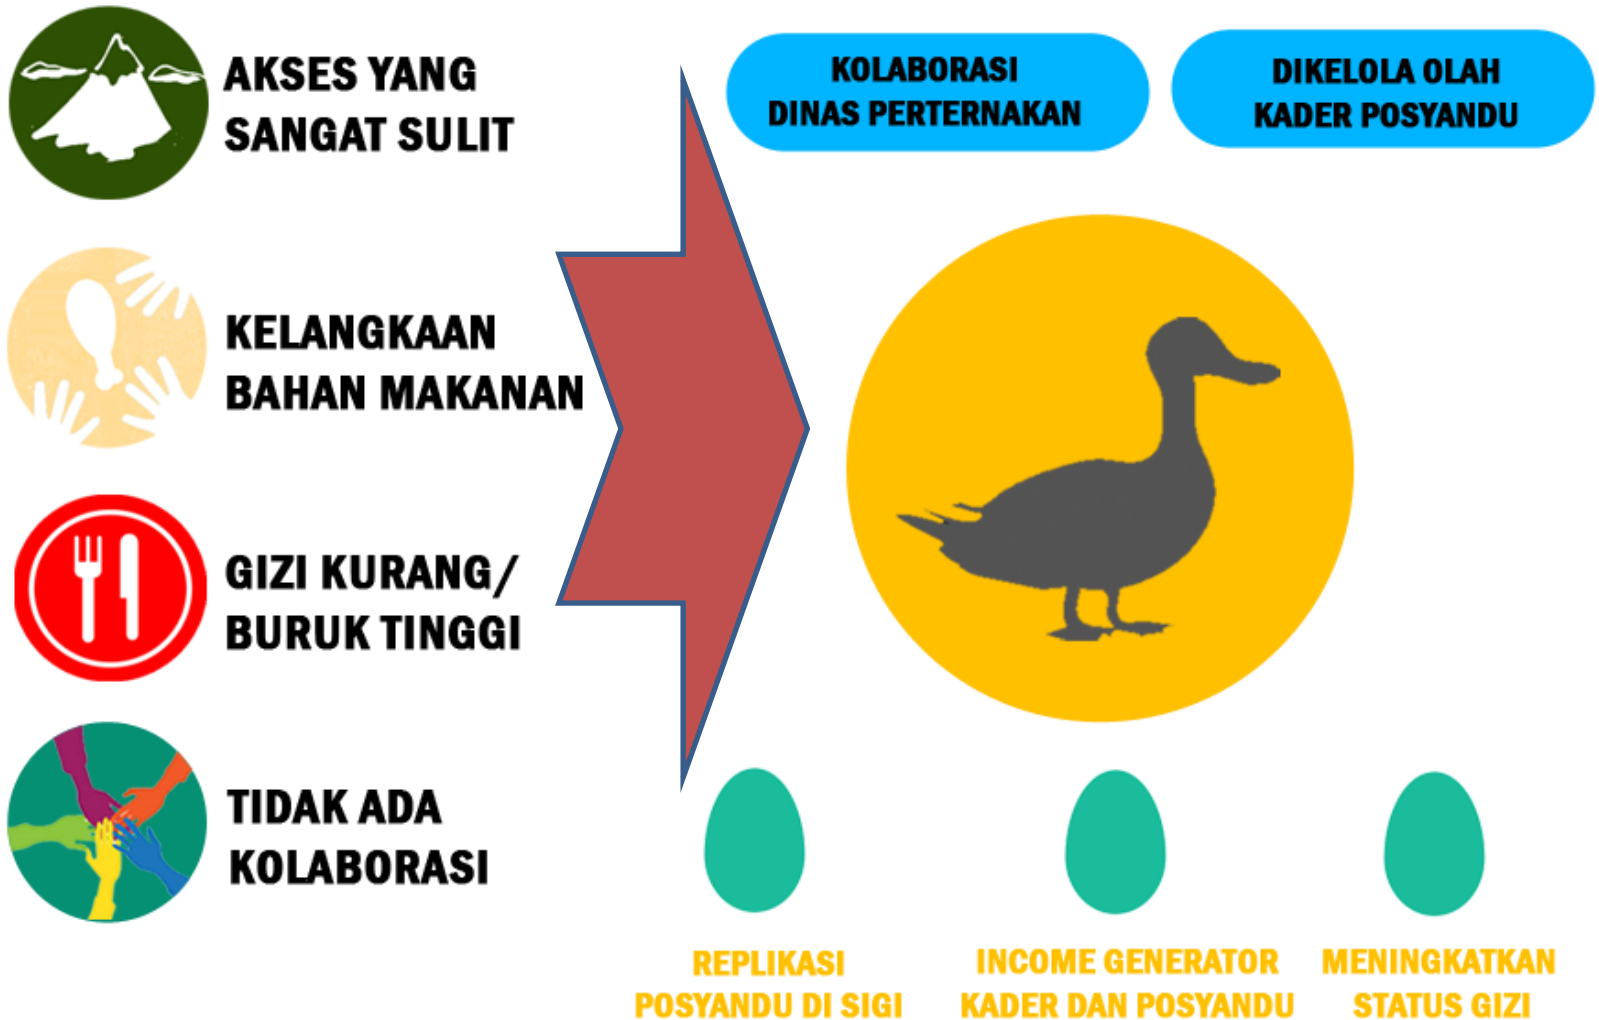 AKSES YANG
SANGAT SULIT
KELANGKAAN
BAHAN MAKANAN
GIZI KURANG/
BURUK TINGGI
TIDAK ADA
KOLABORASI
KOLABORASI
DINAS PERTERNAKAN
DIKELOLA OLAH
KADER POSYANDU
REPLIKASI
POSYANDU DI SIGI
INCOME GENERATOR
KADER DAN POSYANDU
MENINGKATKAN
STATUS GIZI